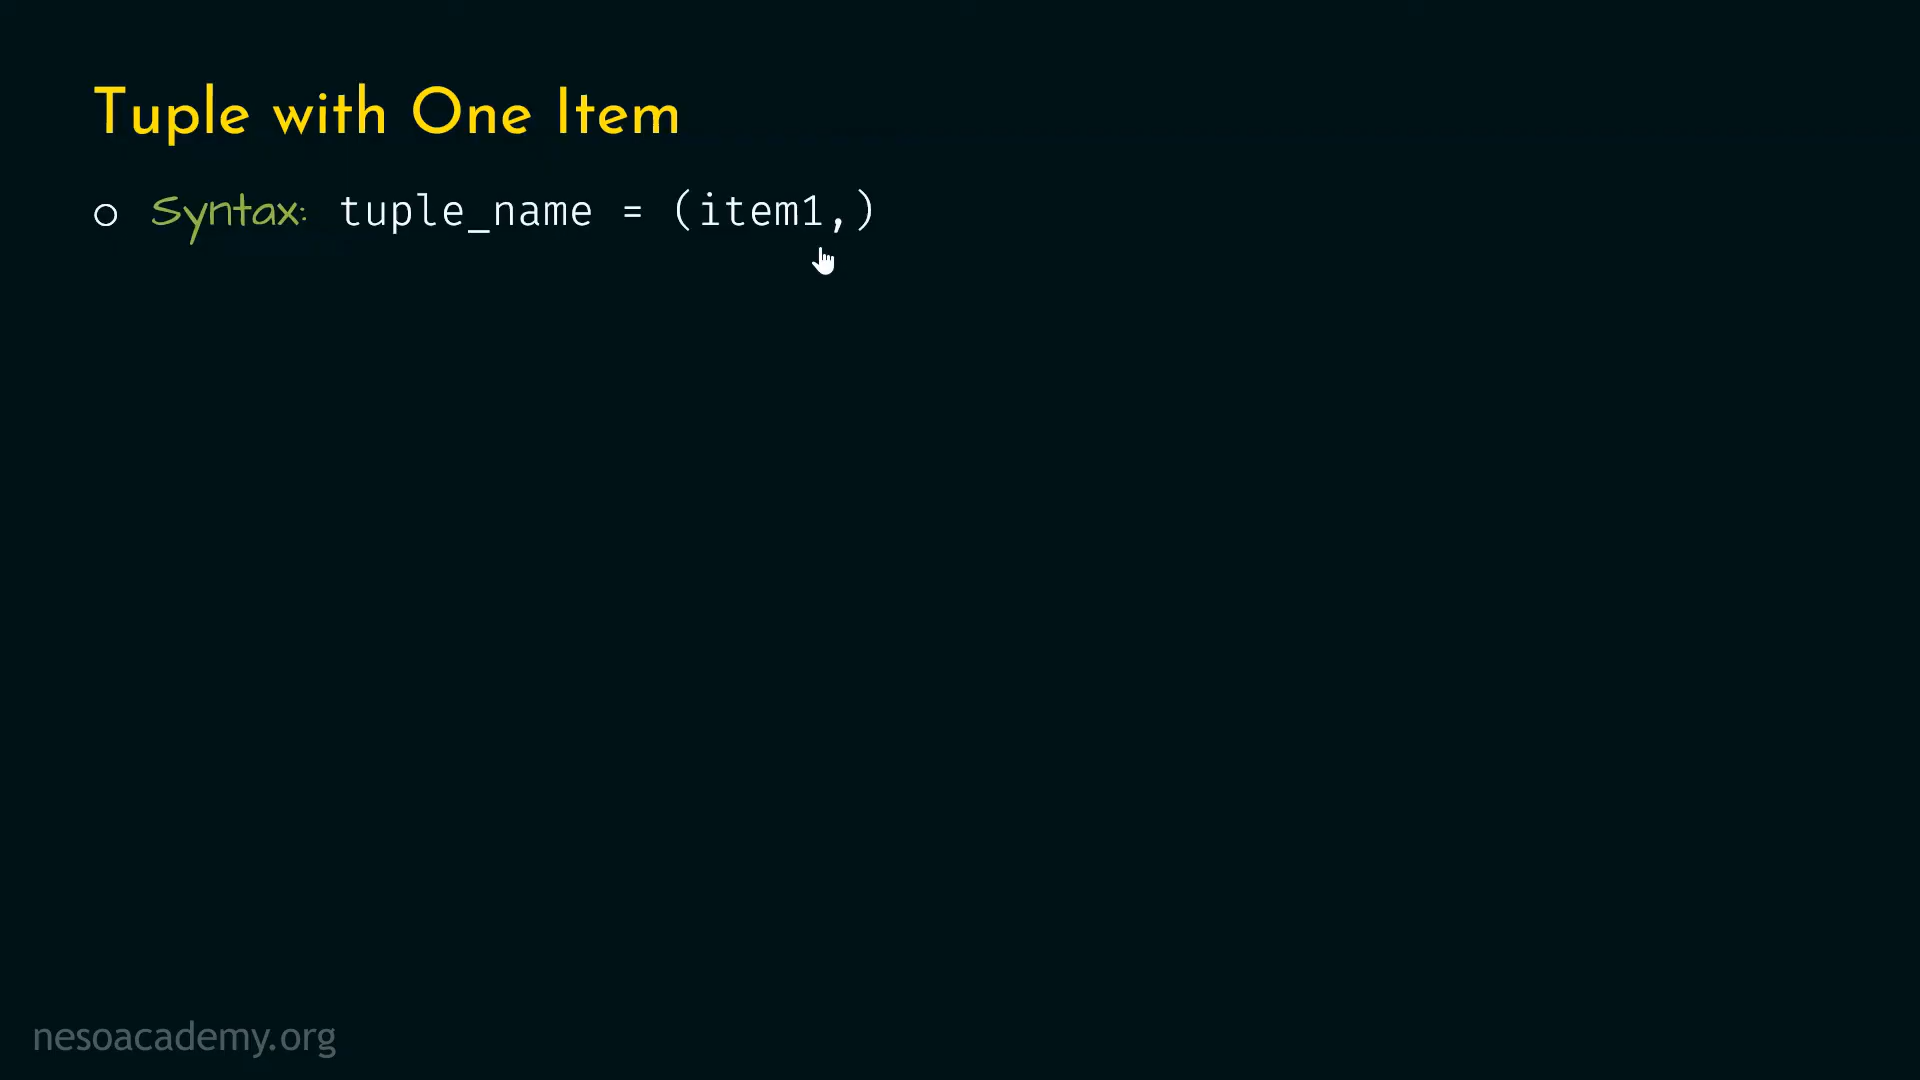 Tuple with One Item
Syntax: tuple_name = (item1,)
nesoacademy.org